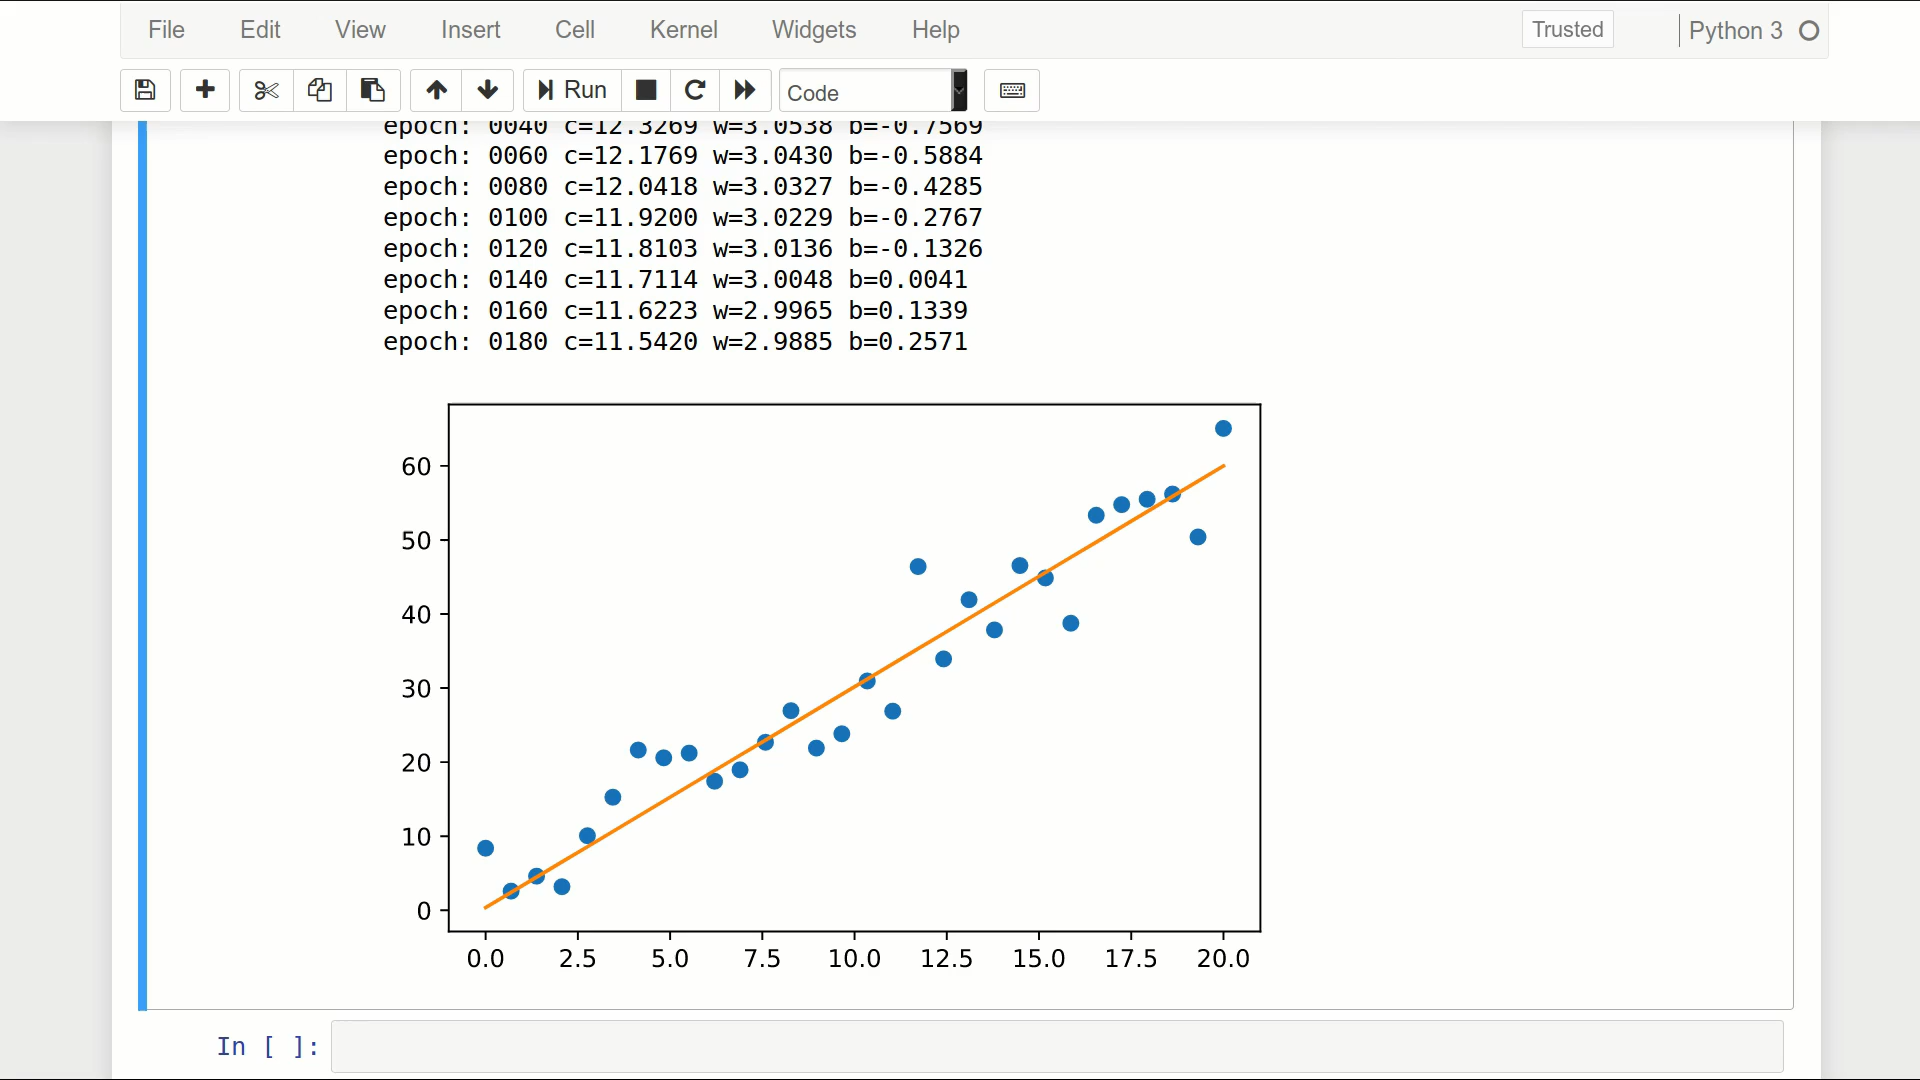 File Edit View Insert Cell Kernel Widgets Help Trusted Python 3
Run Code
epoch: 0040 c=12.3269 w=3.0538 b=-0.7569
epoch: 0060 c=12.1769 w=3.0430 b=-0.5884
epoch: 0080 c=12.0418 w=3.0327 b=-0.4285
epoch: 0100 c=11.9200 w=3.0229 b=-0.2767
epoch: 0120 c=11.8103 w=3.0136 b=-0.1326
epoch: 0140 c=11.7114 w=3.0048 b=0.0041
epoch: 0160 c=11.6223 w=2.9965 b=0.1339
epoch: 0180 c=11.5420 w=2.9885 b=0.2571
60
50
40
30
20
10
0
0.0 2.5 5.0 7.5 10.0 12.5 15.0 17.5 20.0
In [ ]: